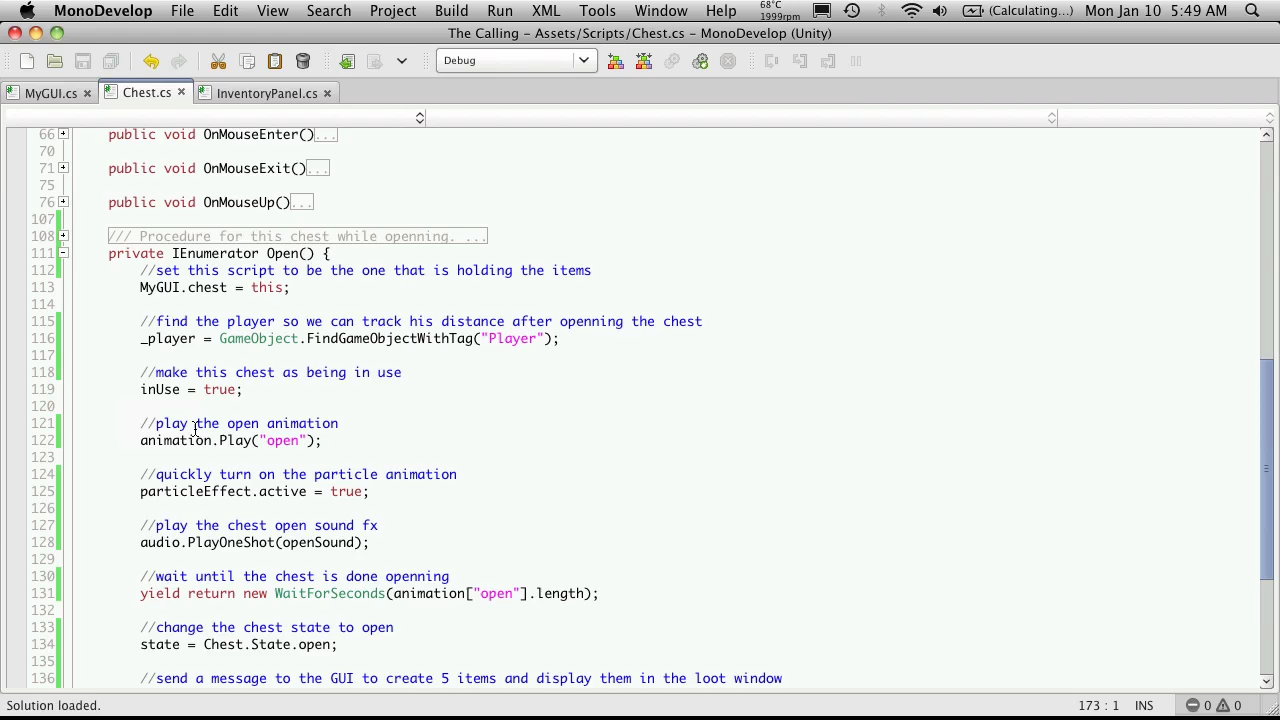 MonoDevelop File Edit View Search Project Build Run XML Tools Window Help 68°C 1999rpm (Calculating...) Mon Jan 10 5:49 AM
The Calling - Assets/Scripts/Chest.cs - MonoDevelop (Unity)
Debug
MyGUI.cs Chest.cs InventoryPanel.cs
66 public void OnMouseEnter()...
70
71 public void OnMouseExit()...
75
76 public void OnMouseUp()...
107
108 /// Procedure for this chest while openning. ...
111 private IEnumerator Open() {
112 //set this script to be the one that is holding the items
113 MyGUI.chest = this;
114
115 //find the player so we can track his distance after openning the chest
116 _player = GameObject.FindGameObjectWithTag("Player");
117
118 //make this chest as being in use
119 inUse = true;
120
121 //play the open animation
122 animation.Play("open");
123
124 //quickly turn on the particle animation
125 particleEffect.active = true;
126
127 //play the chest open sound fx
128 audio.PlayOneShot(openSound);
129
130 //wait until the chest is done openning
131 yield return new WaitForSeconds(animation["open"].length);
132
133 //change the chest state to open
134 state = Chest.State.open;
135
136 //send a message to the GUI to create 5 items and display them in the loot window
Solution loaded. 173 : 1 INS 0 0